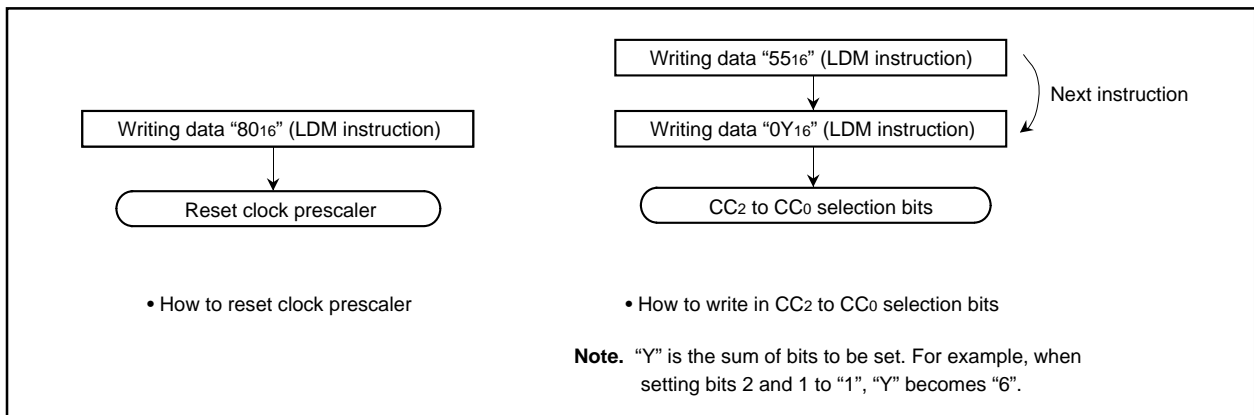 Writing data “80₁₆” (LDM instruction)
Reset clock prescaler
• How to reset clock prescaler
Writing data “55₁₆” (LDM instruction)
Next instruction
Writing data “0Y₁₆” (LDM instruction)
CC₂ to CC₀ selection bits
• How to write in CC₂ to CC₀ selection bits
Note. “Y” is the sum of bits to be set. For example, when
setting bits 2 and 1 to “1”, “Y” becomes “6”.